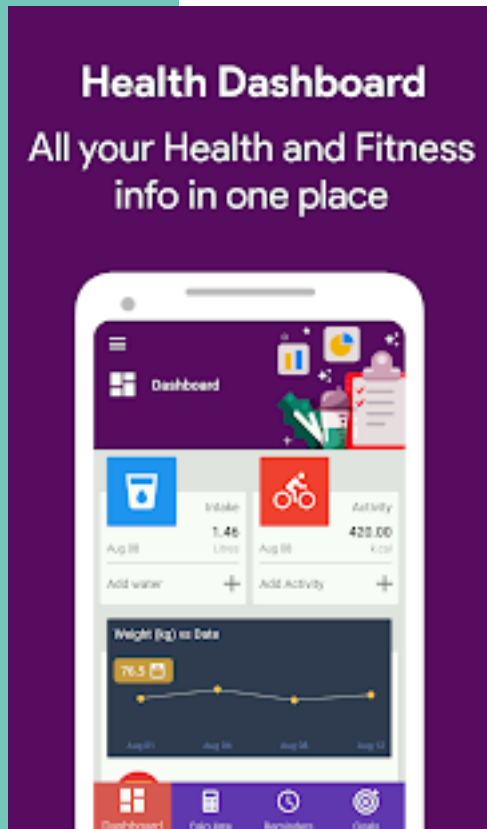 Health Dashboard
All your Health and Fitness
info in one place
Dashboard
Intake
1.46
Aug 08 Litres
Add water +
Activity
420.00
Aug 08 kcal
Add Activity +
Weight (kg) vs Date
76.5
Aug 01 Aug 04 Aug 12
Dashboard Reminders Goals